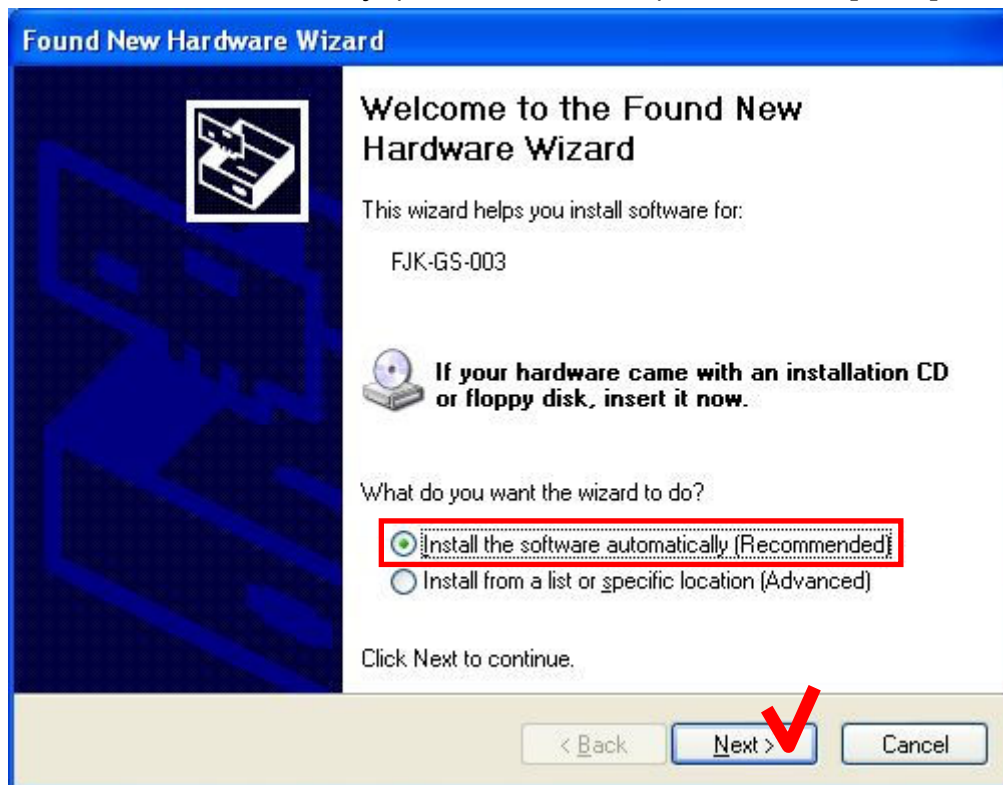 Found New Hardware Wizard
Welcome to the Found New
Hardware Wizard
This wizard helps you install software for:
FJK-GS-003
If your hardware came with an installation CD
or floppy disk, insert it now.
What do you want the wizard to do?
Install the software automatically (Recommended)
Install from a list or specific location (Advanced)
Click Next to continue.
< Back
Next >
Cancel